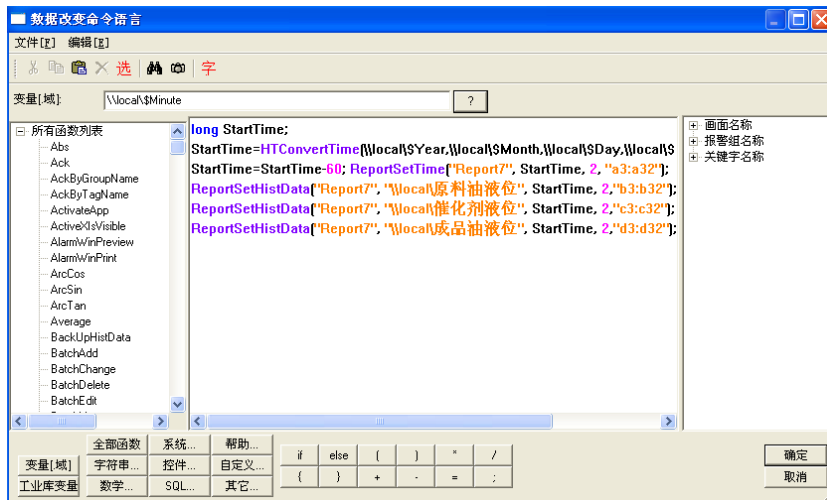 数据改变命令语言
文件[F] 编辑[E]
选 字
变量[域]: \\local\$Minute ?
所有函数列表
Abs
Ack
AckByGroupName
AckByTagName
ActivateApp
ActiveXIsVisible
AlarmWinPreview
AlarmWinPrint
ArcCos
ArcSin
ArcTan
Average
BackUpHistData
BatchAdd
BatchChange
BatchDelete
BatchEdit
long StartTime;
StartTime=HTConvertTime(\\local\$Year,\\local\$Month,\\local\$Day,\\local\$
StartTime=StartTime-60; ReportSetTime("Report7", StartTime, 2, "a3:a32");
ReportSetHistData("Report7", "\\local\原料油液位", StartTime, 2,"b3:b32");
ReportSetHistData("Report7", "\\local\催化剂液位", StartTime, 2,"c3:c32");
ReportSetHistData("Report7", "\\local\成品油液位", StartTime, 2,"d3:d32");
画面名称
报警组名称
关键字名称
全部函数 系统... 帮助...
变量[域] 字符串... 控件... 自定义...
工业库变量 数学... SQL... 其它...
if else ( ) " /
{ } + - = ;
确定
取消